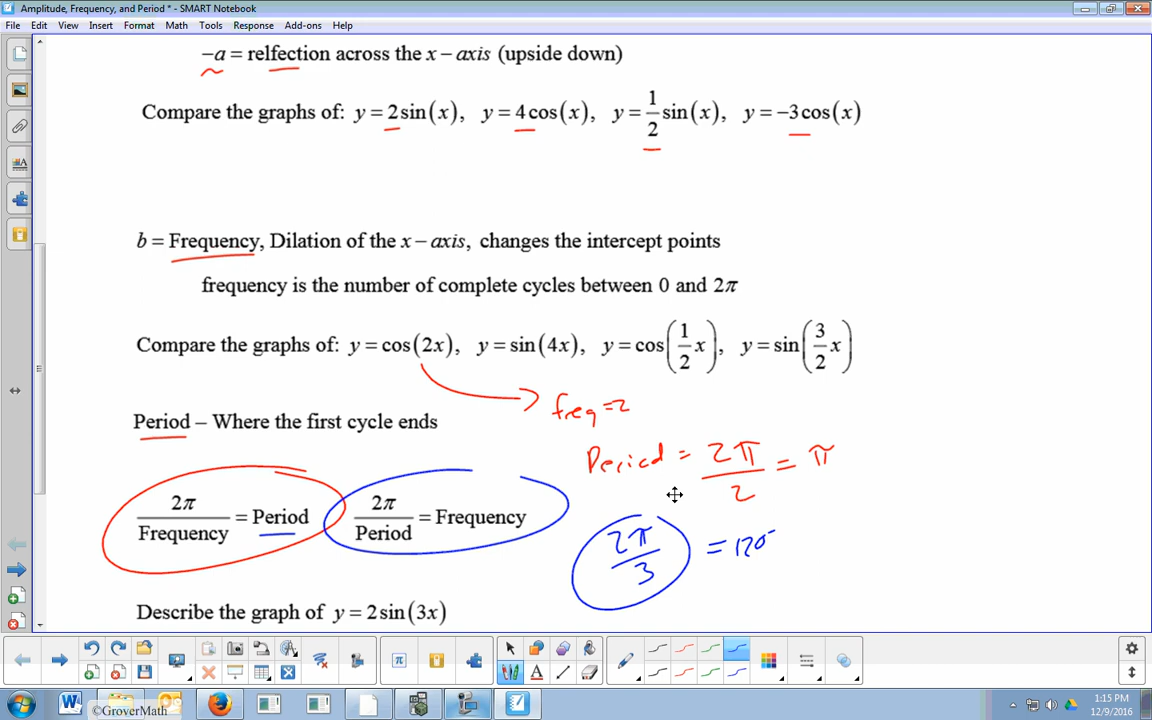 Amplitude, Frequency, and Period * - SMART Notebook
File Edit View Insert Format Math Tools Response Add-ons Help
-a = relfection across the x - axis (upside down)
Compare the graphs of: y = 2sin(x), y = 4cos(x), y = 1/2 sin(x), y = -3cos(x)
b = Frequency, Dilation of the x - axis, changes the intercept points
frequency is the number of complete cycles between 0 and 2π
Compare the graphs of: y = cos(2x), y = sin(4x), y = cos(1/2 x), y = sin(3/2 x)
freq = 2
Period – Where the first cycle ends
Period = 2π/2 = π
2π/Frequency = Period 2π/Period = Frequency
2π/3 = 120°
Describe the graph of y = 2sin(3x)
©GroverMath
1:15 PM
12/9/2016